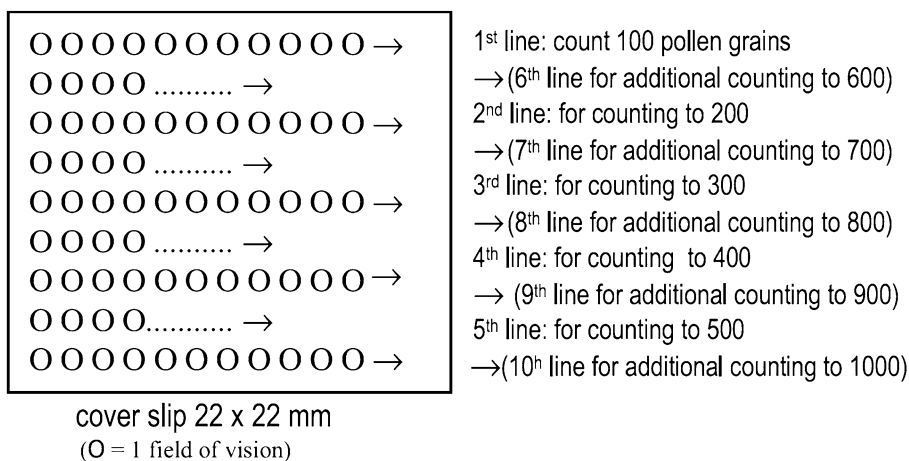 O O O O O O O O O O O →
O O O O .......... →
O O O O O O O O O O O →
O O O O .......... →
O O O O O O O O O O O →
O O O O .......... →
O O O O O O O O O O O →
O O O O.......... →
O O O O O O O O O O O →
1st line: count 100 pollen grains
→(6th line for additional counting to 600)
2nd line: for counting to 200
→(7th line for additional counting to 700)
3rd line: for counting to 300
→(8th line for additional counting to 800)
4th line: for counting to 400
→ (9th line for additional counting to 900)
5th line: for counting to 500
→(10h line for additional counting to 1000)
cover slip 22 x 22 mm
(O = 1 field of vision)